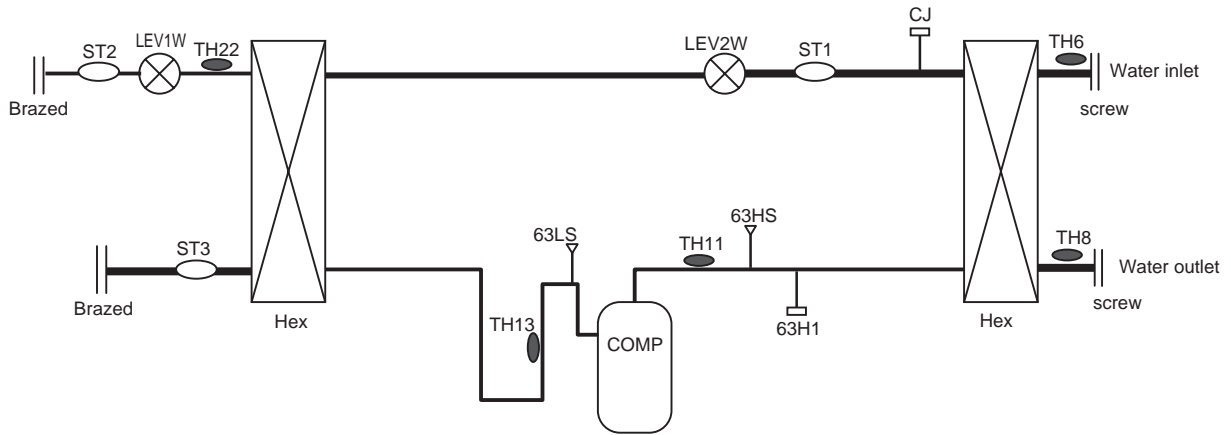 CJ
ST2
LEV1W
TH22
LEV2W
ST1
TH6
Water inlet
Brazed
screw
ST3
63LS
TH11
63HS
TH8
Water outlet
Brazed
screw
Hex
TH13
COMP
63H1
Hex